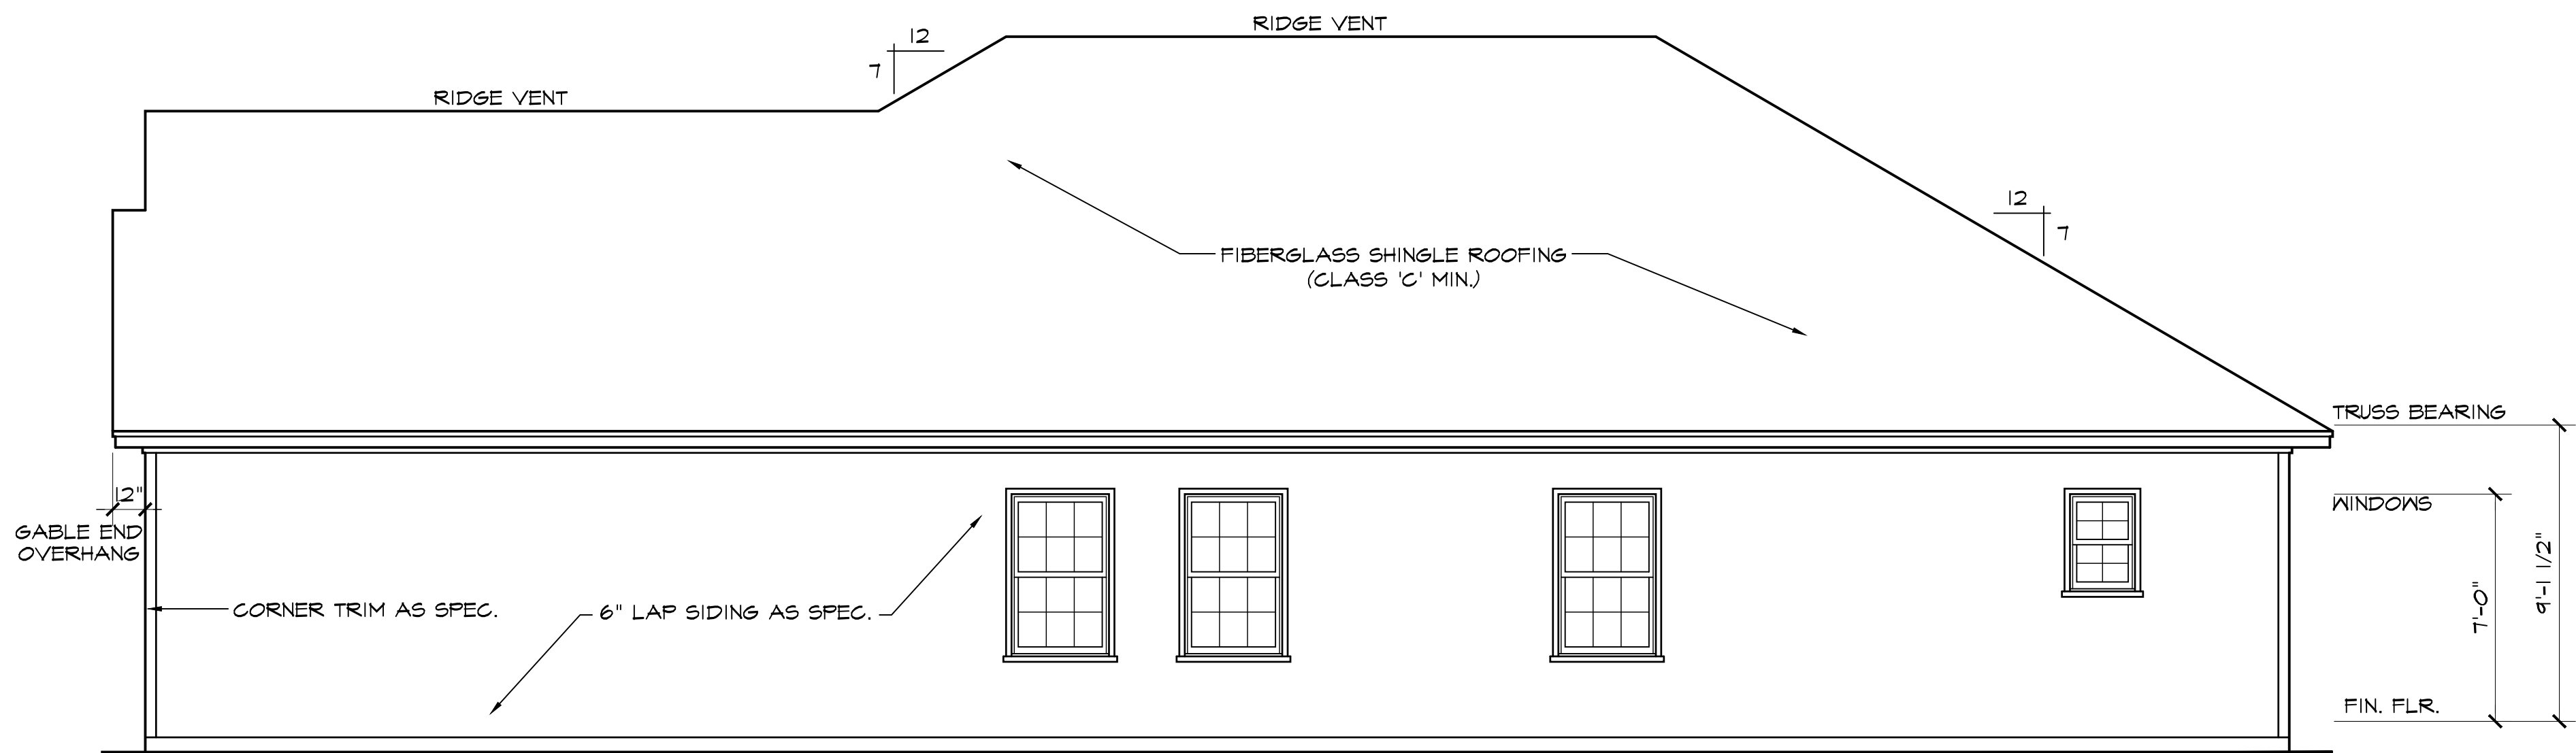 RIDGE VENT
12
7
RIDGE VENT
12
7
FIBERGLASS SHINGLE ROOFING
(CLASS 'C' MIN.)
TRUSS BEARING
12"
GABLE END
OVERHANG
WINDOWS
CORNER TRIM AS SPEC.
6" LAP SIDING AS SPEC.
7'-0"
9'-1 1/2"
FIN. FLR.